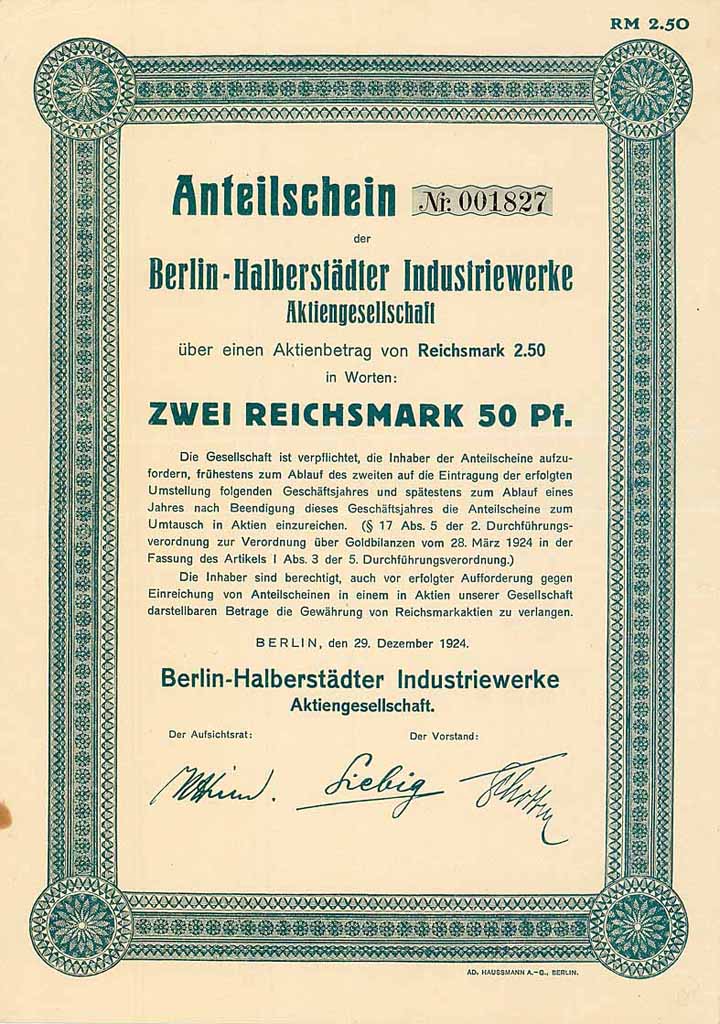 RM 2.50
Anteilschein Nr. 001827
der
Berlin-Halberstädter Industriewerke
Aktiengesellschaft
über einen Aktienbetrag von Reichsmark 2.50
in Worten:
ZWEI REICHSMARK 50 Pf.
Die Gesellschaft ist verpflichtet, die Inhaber der Anteilscheine aufzu-
fordern, frühestens zum Ablauf des zweiten auf die Eintragung der erfolgten
Umstellung folgenden Geschäftsjahres und spätestens zum Ablauf eines
Jahres nach Beendigung dieses Geschäftsjahres die Anteilscheine zum
Umtausch in Aktien einzureichen. (§ 17 Abs. 5 der 2. Durchführungs-
verordnung zur Verordnung über Goldbilanzen vom 28. März 1924 in der
Fassung des Artikels I Abs. 3 der 5. Durchführungsverordnung.)
Die Inhaber sind berechtigt, auch vor erfolgter Aufforderung gegen
Einreichung von Anteilscheinen in einem in Aktien unserer Gesellschaft
darstellbaren Betrage die Gewährung von Reichsmarkaktien zu verlangen.
BERLIN, den 29. Dezember 1924.
Berlin-Halberstädter Industriewerke
Aktiengesellschaft.
Der Aufsichtsrat: Der Vorstand:
Liebig
AD. HAUSSMANN A.-G., BERLIN.